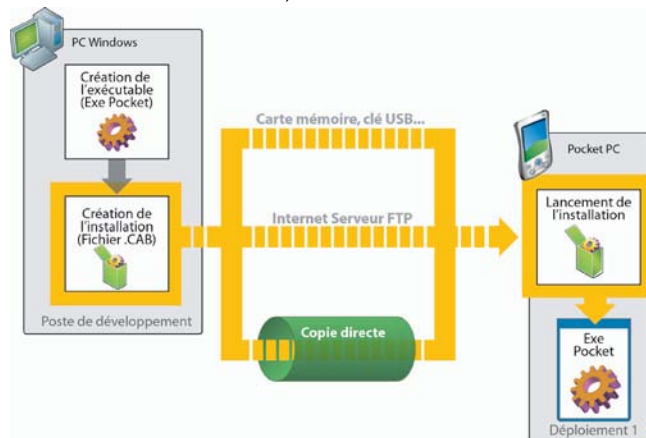 PC Windows
Création de
l'exécutable
(Exe Pocket)
Création de
l'installation
(Fichier .CAB)
Poste de développement
Carte mémoire, clé USB...
Internet Serveur FTP
Copie directe
Pocket PC
Lancement de
l'installation
Exe
Pocket
Déploiement 1